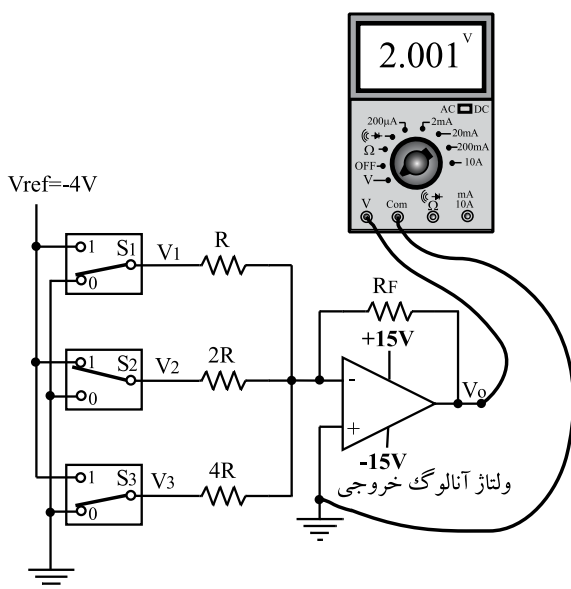 2.001 V
AC DC
200µA 2mA
20mA
Ω 200mA
OFF 10A
V
V Com Ω mA 10A
Vref=-4V
1 S1 V1 R
0
1 S2 V2 2R
0
1 S3 V3 4R
0
RF
+15V
- Vo
+
-15V
ولتاژ آنالوگ خروجی